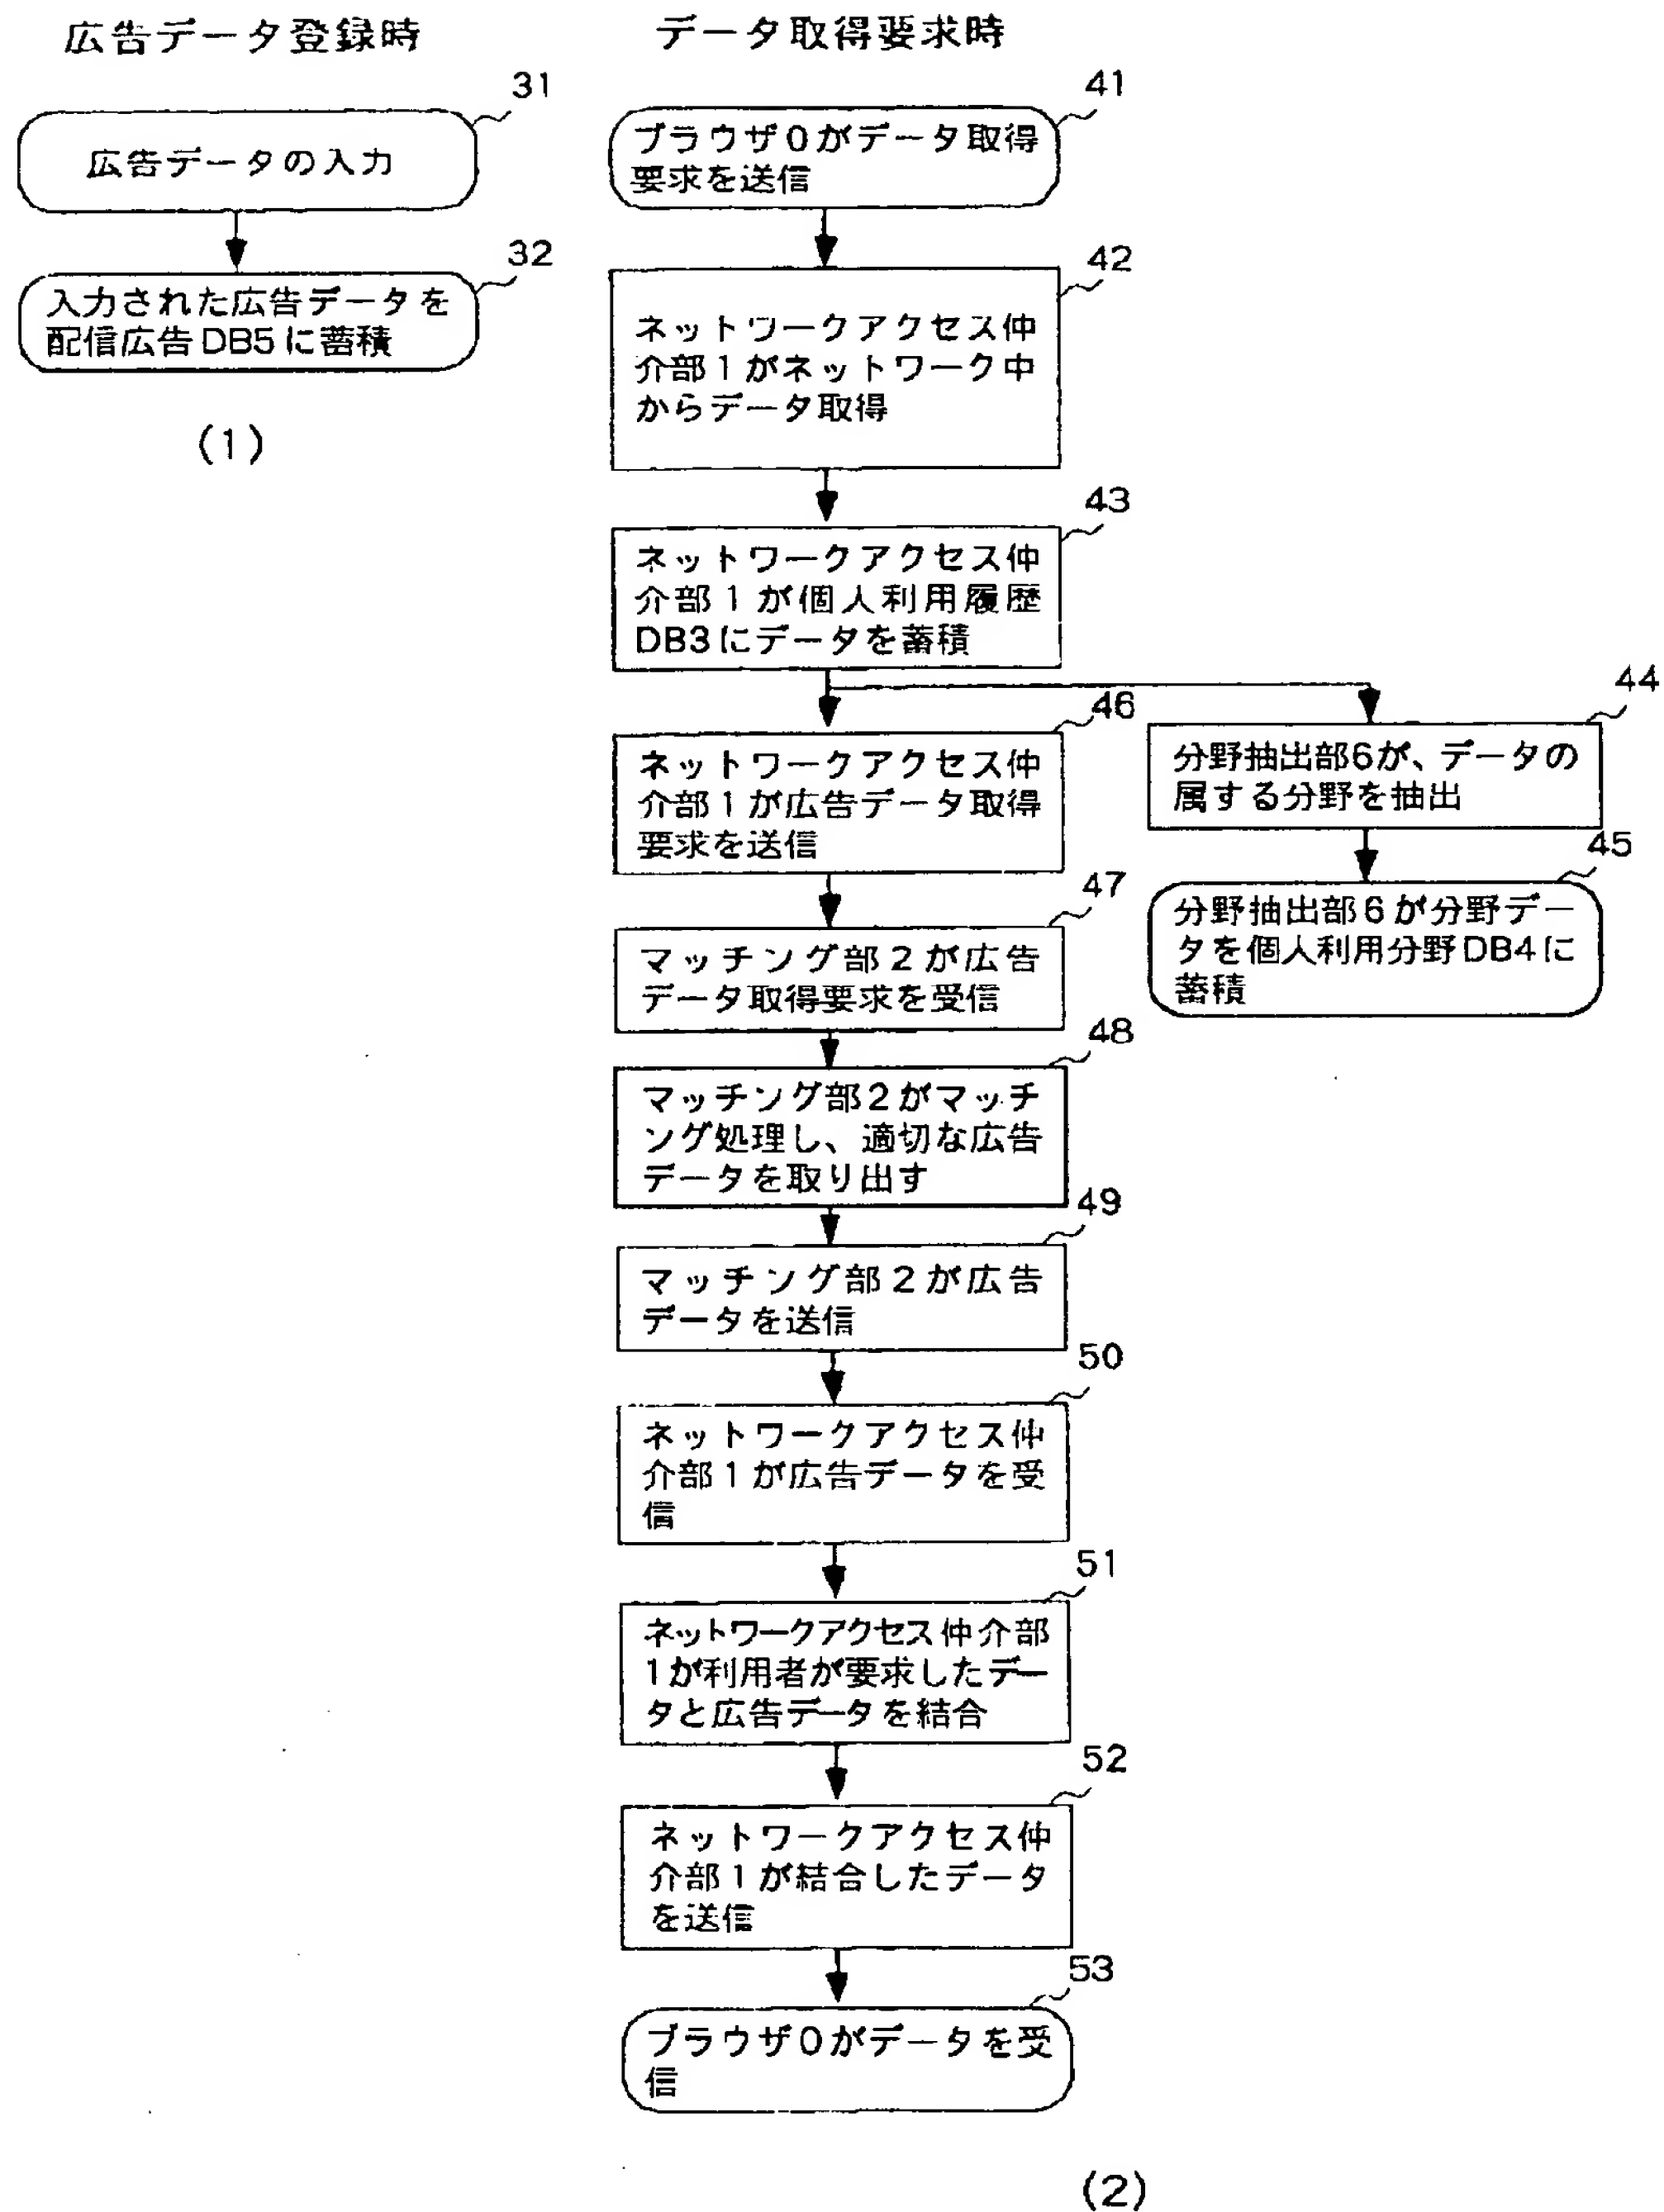 広告データ登録時
31
広告データの入力
32
入力された広告データを
配信広告DB5に蓄積
(1)
データ取得要求時
41
ブラウザ0がデータ取得
要求を送信
42
ネットワークアクセス仲
介部1がネットワーク中
からデータ取得
43
ネットワークアクセス仲
介部1が個人利用履歴
DB3にデータを蓄積
44
分野抽出部6が、データの
属する分野を抽出
45
分野抽出部6が分野デー
タを個人利用分野DB4に
蓄積
46
ネットワークアクセス仲
介部1が広告データ取得
要求を送信
47
マッチング部2が広告
データ取得要求を受信
48
マッチング部2がマッチ
ング処理し、適切な広告
データを取り出す
49
マッチング部2が広告
データを送信
50
ネットワークアクセス仲
介部1が広告データを受
信
51
ネットワークアクセス仲介部
1が利用者が要求したデー
タと広告データを結合
52
ネットワークアクセス仲
介部1が結合したデータ
を送信
53
ブラウザ0がデータを受
信
(2)